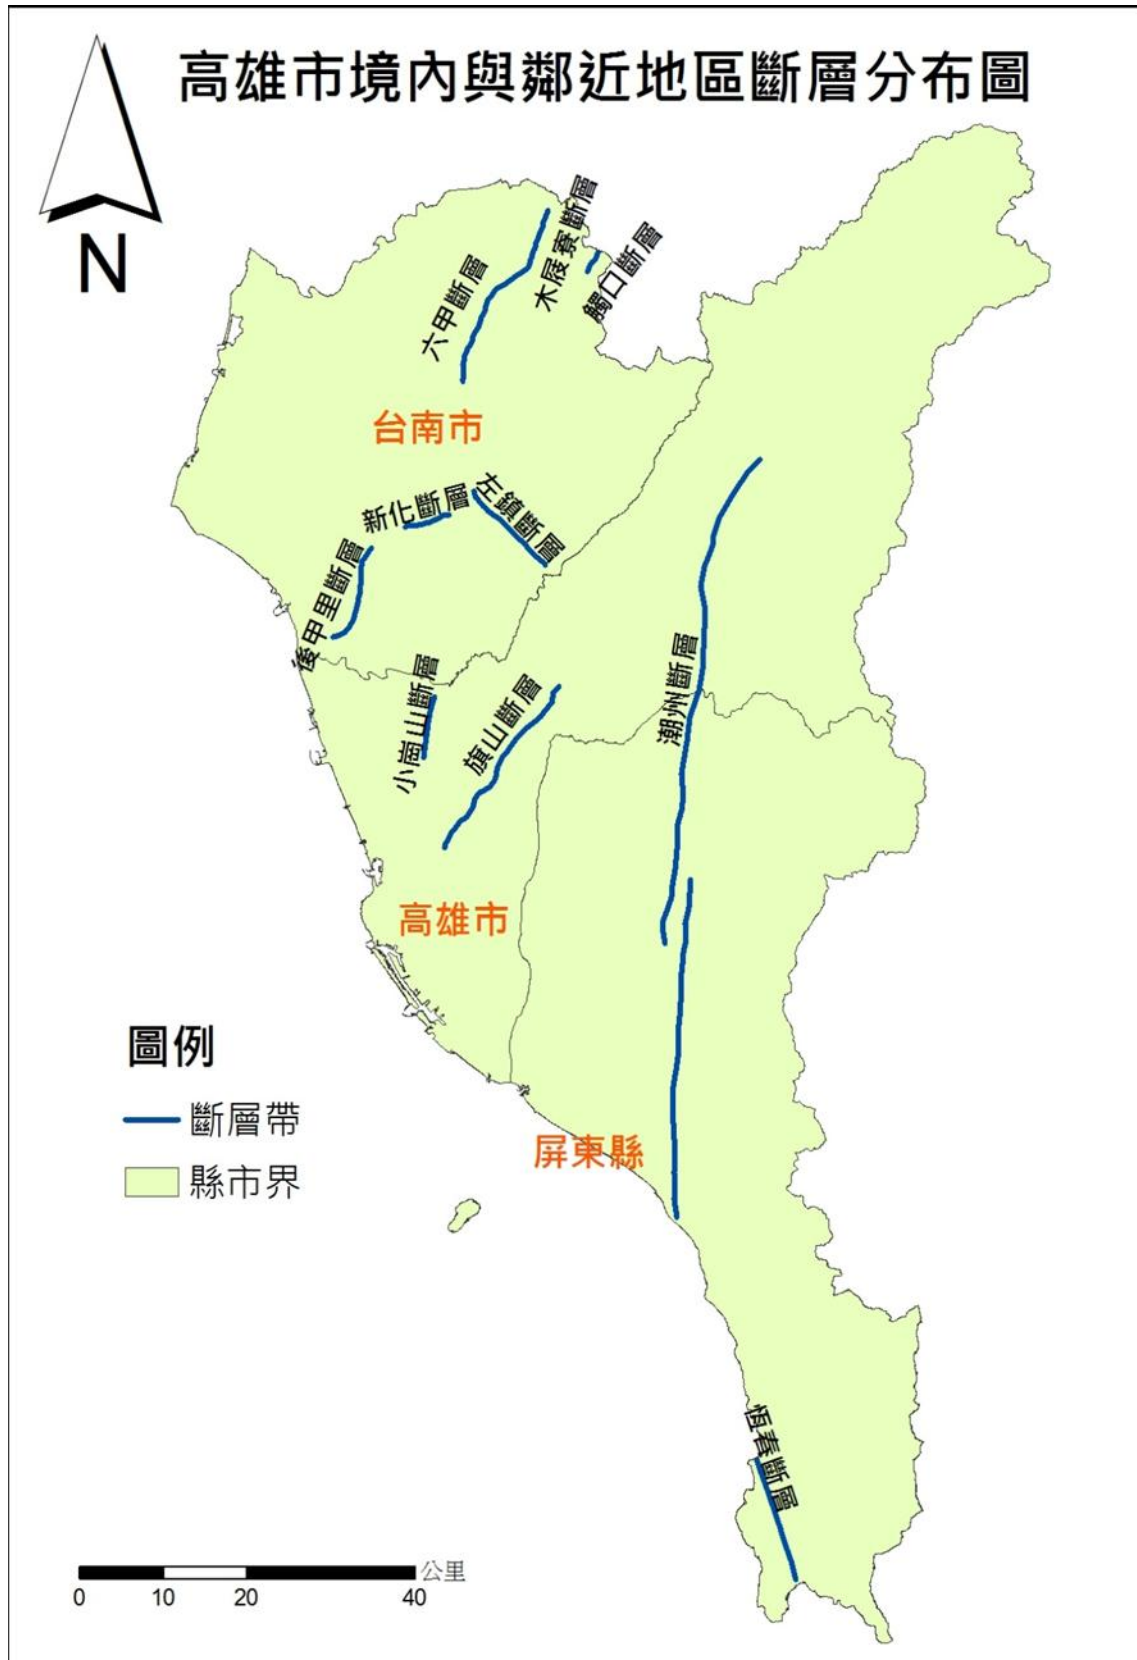 高雄市境內與鄰近地區斷層分布圖
N
木屐寮斷層
觸口斷層
六甲斷層
台南市
新化斷層
左鎮斷層
後甲里斷層
小崗山斷層
旗山斷層
潮州斷層
高雄市
圖例
斷層帶
縣市界
屏東縣
恆春斷層
公里
0 10 20 40